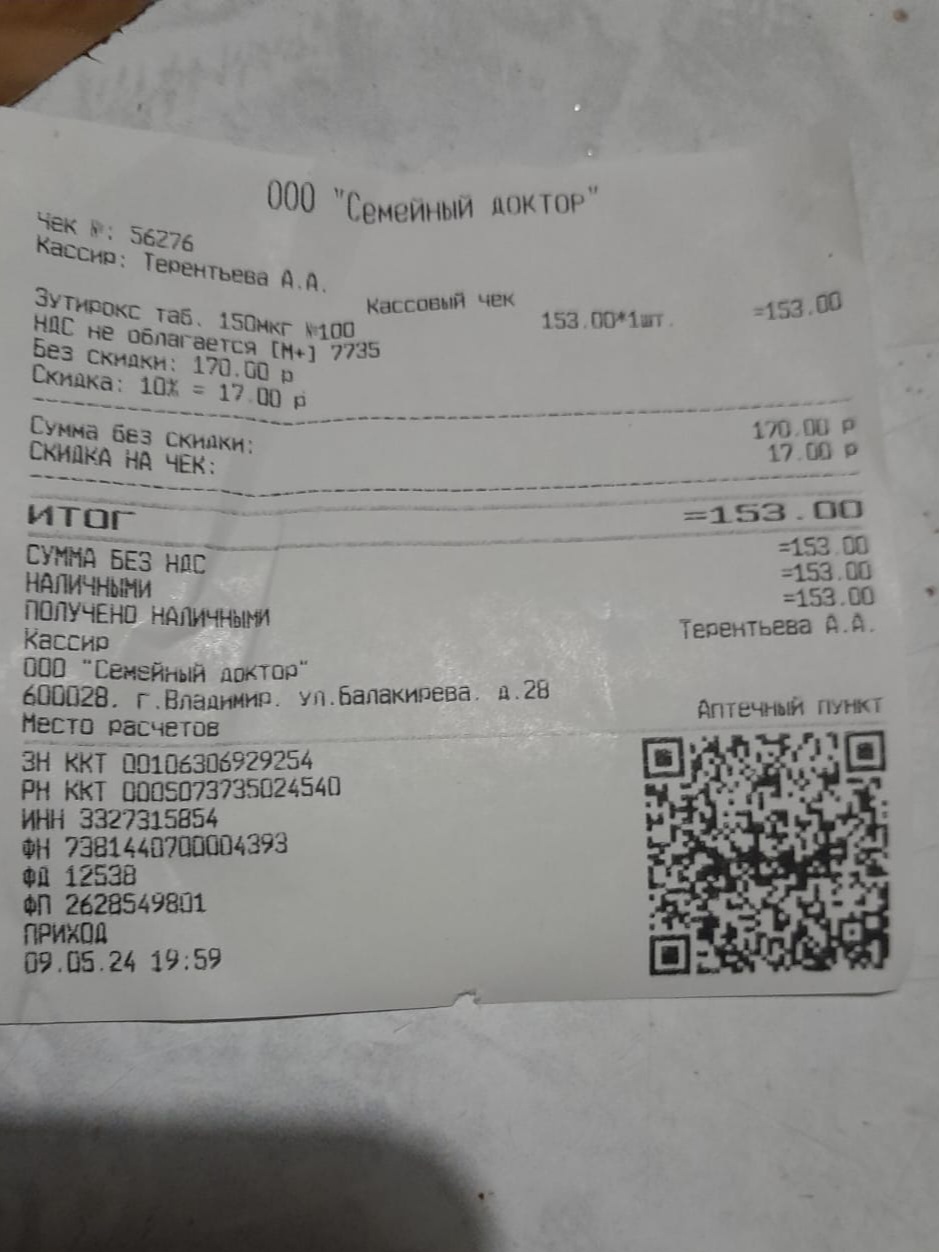 ООО "Семейный доктор"
Чек №: 56276
Кассир: Терентьева А.А.
Кассовый чек
Эутирокс таб. 150мкг №100 153.00*1шт. =153.00
НДС не облагается [М+] 7735
Без скидки: 170.00 р
Скидка: 10% = 17.00 р
Сумма без скидки: 170.00 р
СКИДКА НА ЧЕК: 17.00 р
ИТОГ =153.00
СУММА БЕЗ НДС =153.00
НАЛИЧНЫМИ =153.00
ПОЛУЧЕНО НАЛИЧНЫМИ =153.00
Кассир Терентьева А.А.
ООО "Семейный доктор"
600028. г.Владимир. ул.Балакирева. д.28
Место расчетов Аптечный пункт
ЗН ККТ 00106306929254
РН ККТ 0005073735024540
ИНН 3327315854
ФН 7381440700004393
ФД 12538
ФП 2628549801
ПРИХОД
09.05.24 19:59